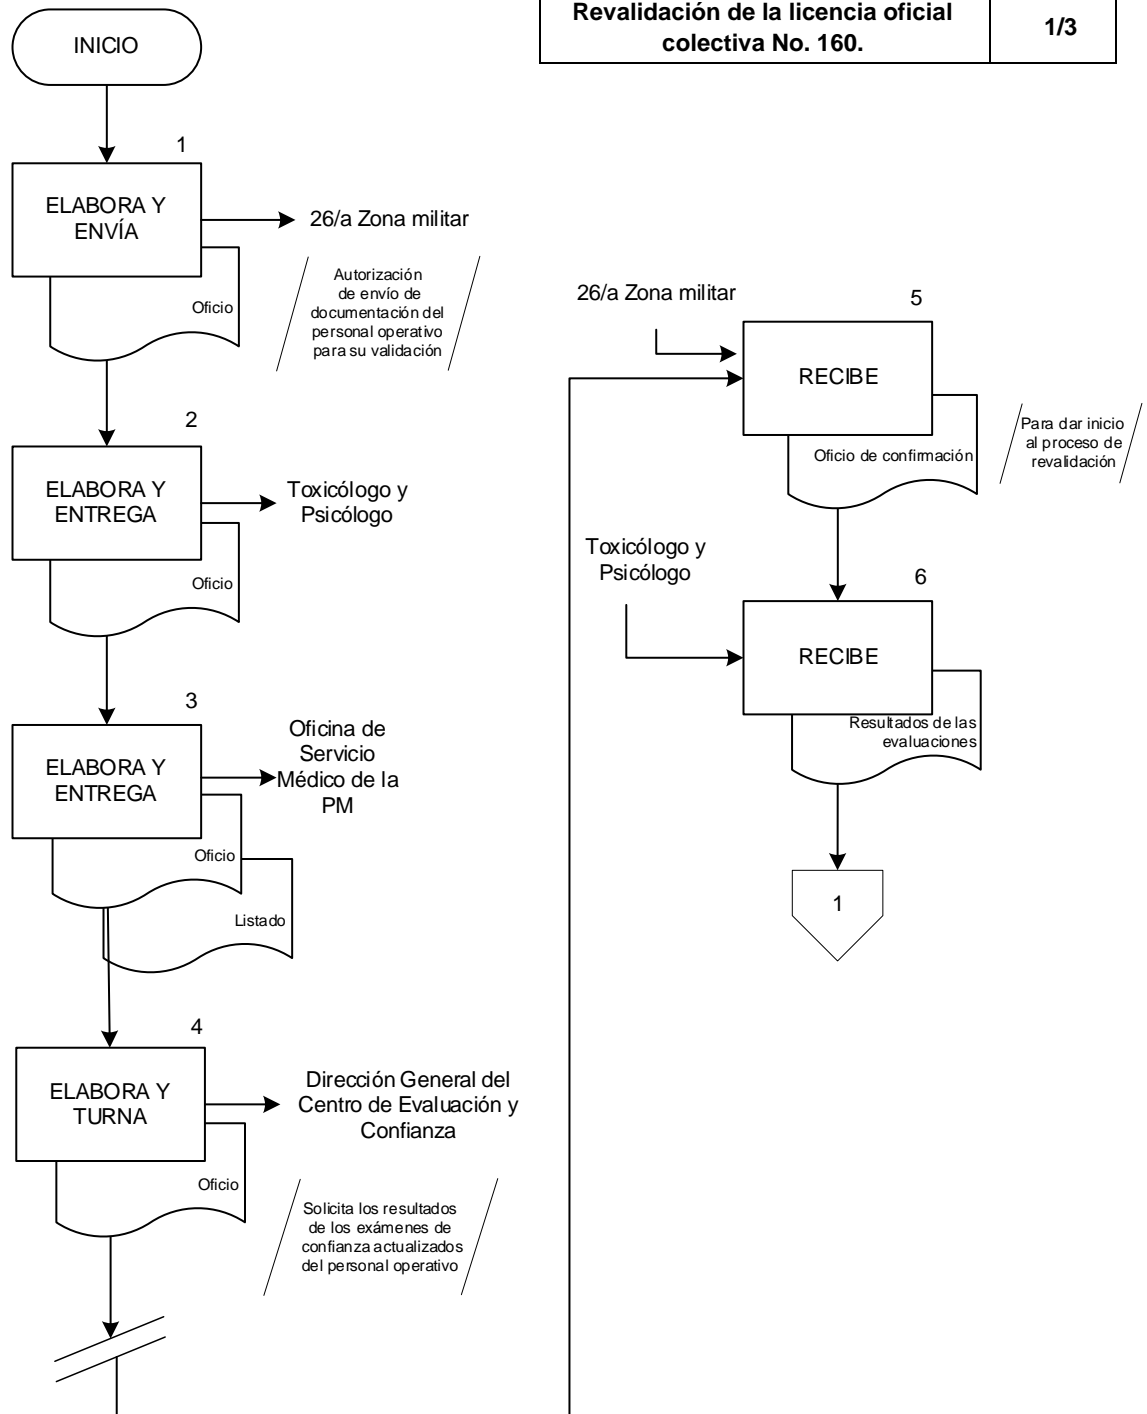 Revalidación de la licencia oficial
colectiva No. 160.
1/3
INICIO
1
ELABORA Y
ENVÍA
26/a Zona militar
Oficio
Autorización
de envío de
documentación del
personal operativo
para su validación
2
ELABORA Y
ENTREGA
Toxicólogo y
Psicólogo
Oficio
3
ELABORA Y
ENTREGA
Oficina de
Servicio
Médico de la
PM
Oficio
Listado
4
ELABORA Y
TURNA
Dirección General del
Centro de Evaluación y
Confianza
Oficio
Solicita los resultados
de los exámenes de
confianza actualizados
del personal operativo
26/a Zona militar
5
RECIBE
Oficio de confirmación
Para dar inicio
al proceso de
revalidación
Toxicólogo y
Psicólogo
6
RECIBE
Resultados de las
evaluaciones
1